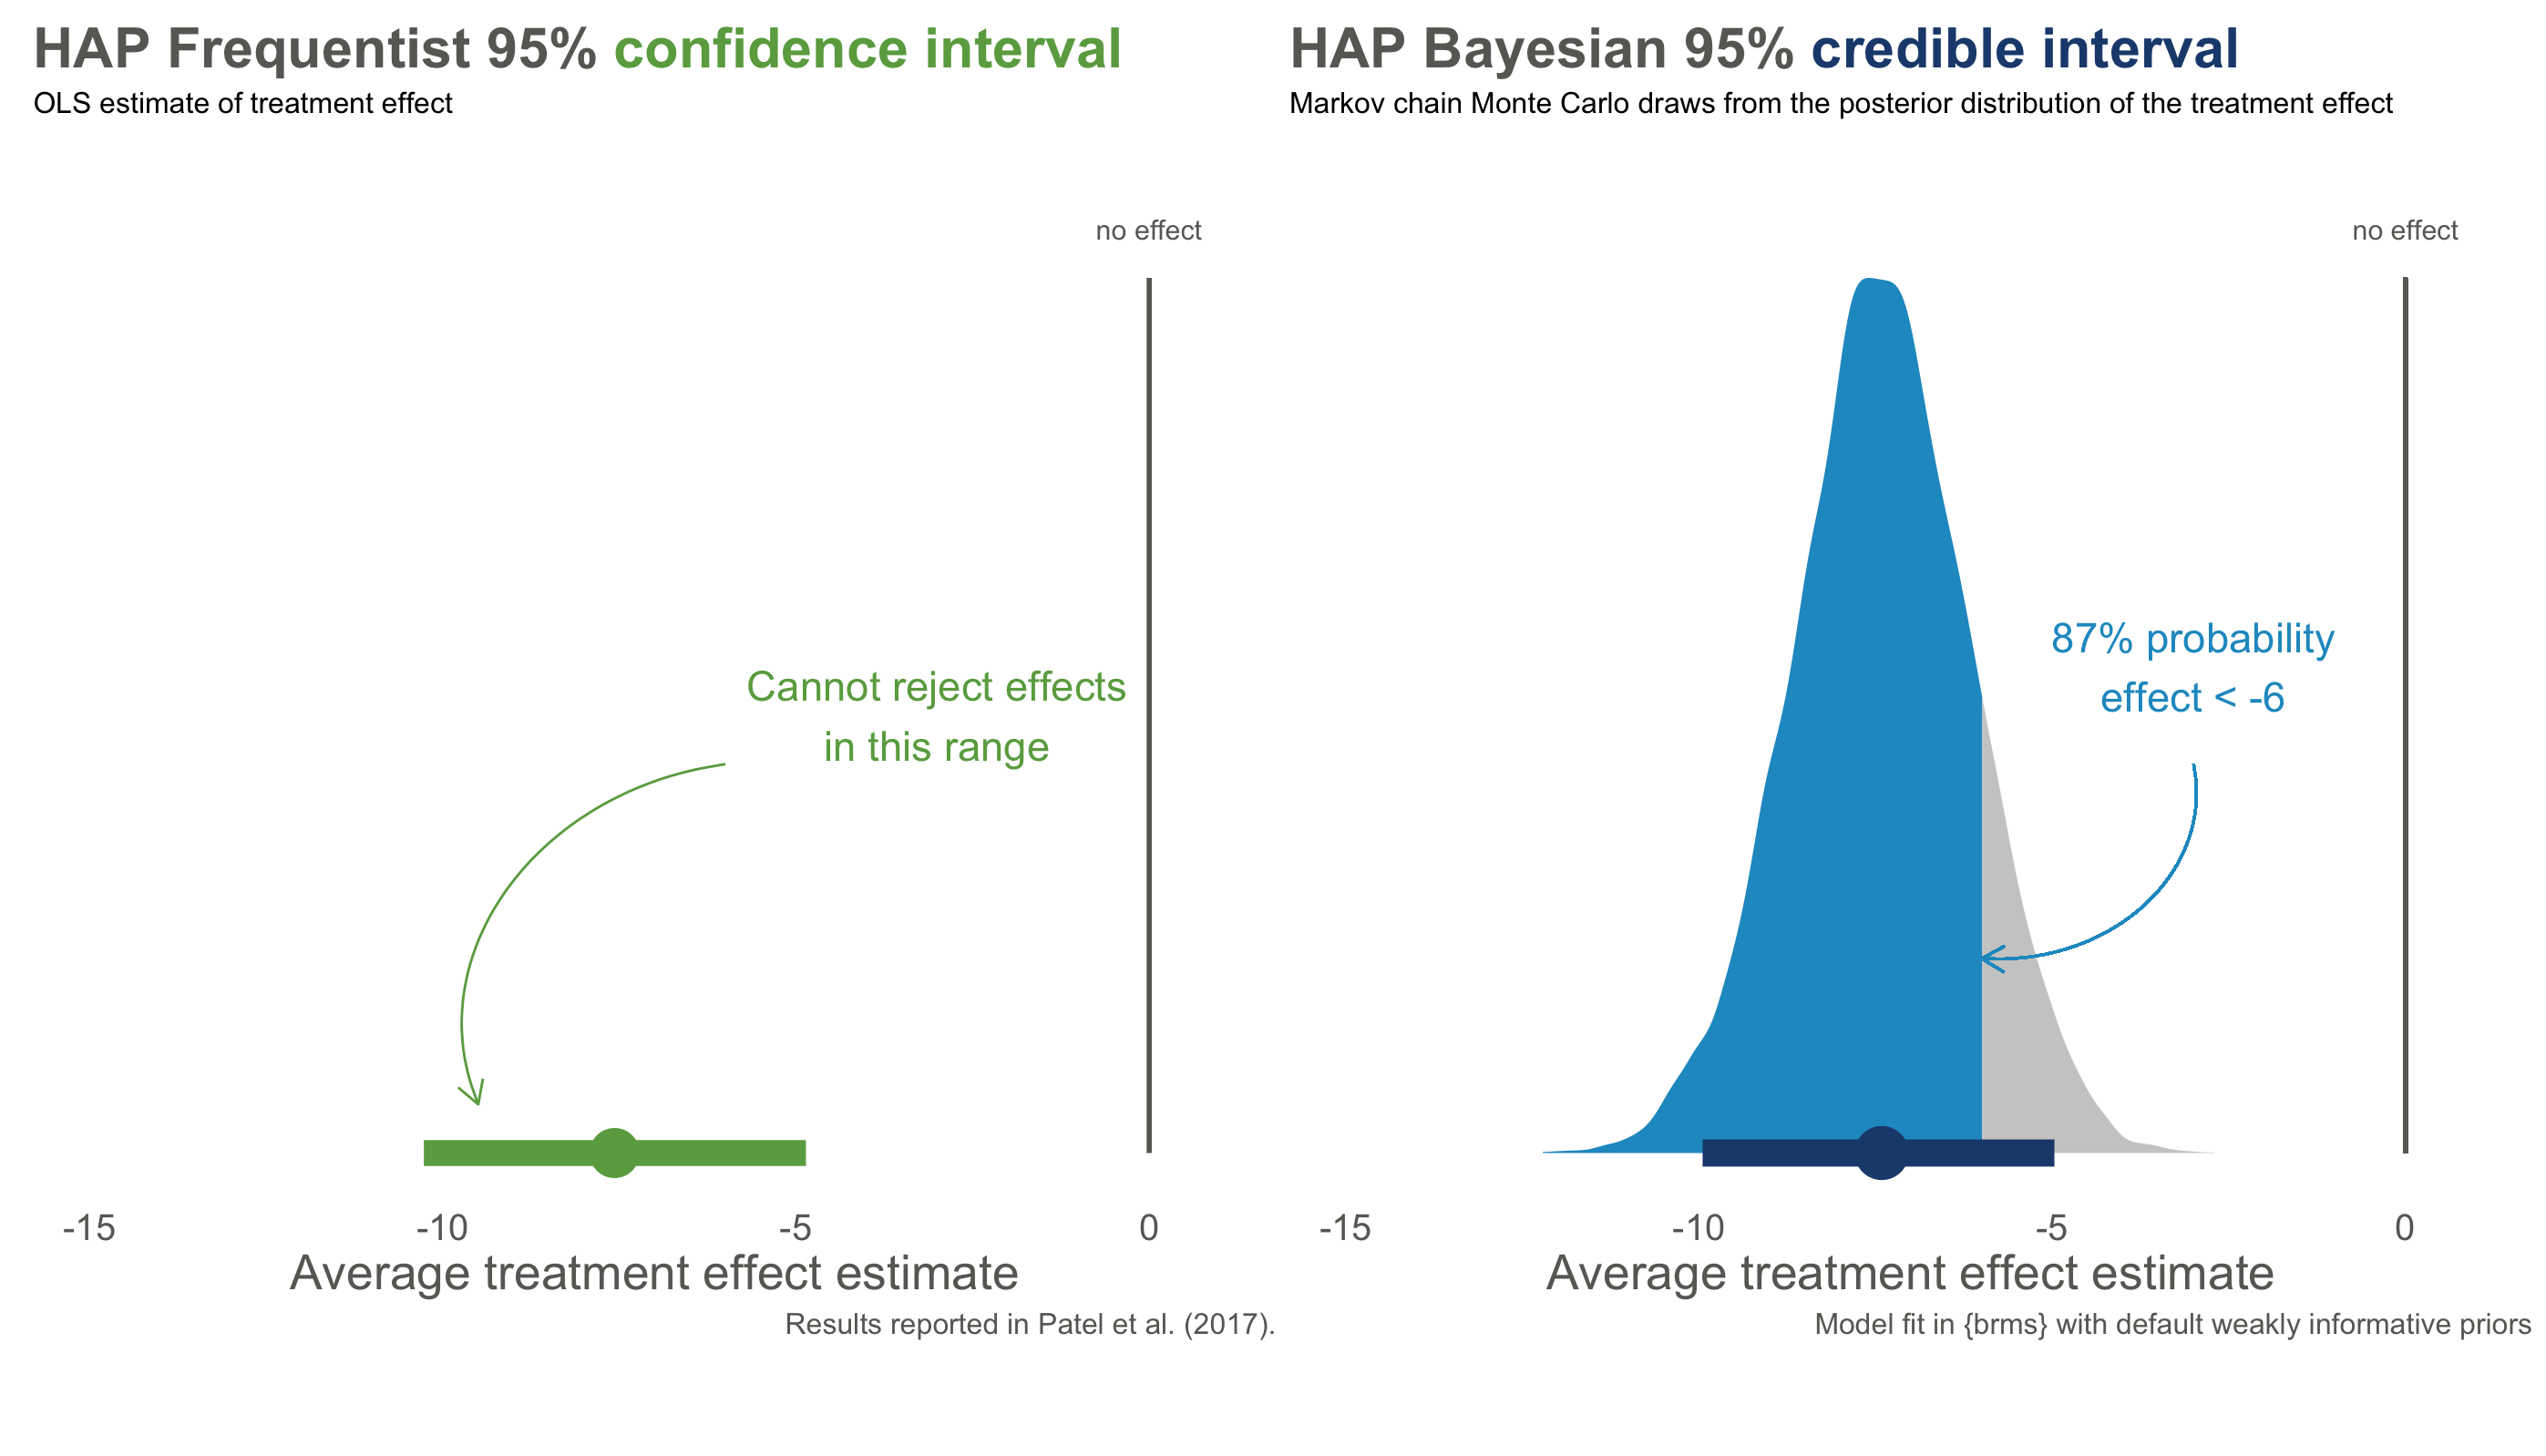 HAP Frequentist 95% confidence interval
OLS estimate of treatment effect
no effect
Cannot reject effects
in this range
-15 -10 -5 0
Average treatment effect estimate
Results reported in Patel et al. (2017).
HAP Bayesian 95% credible interval
Markov chain Monte Carlo draws from the posterior distribution of the treatment effect
no effect
87% probability
effect < -6
-15 -10 -5 0
Average treatment effect estimate
Model fit in {brms} with default weakly informative priors